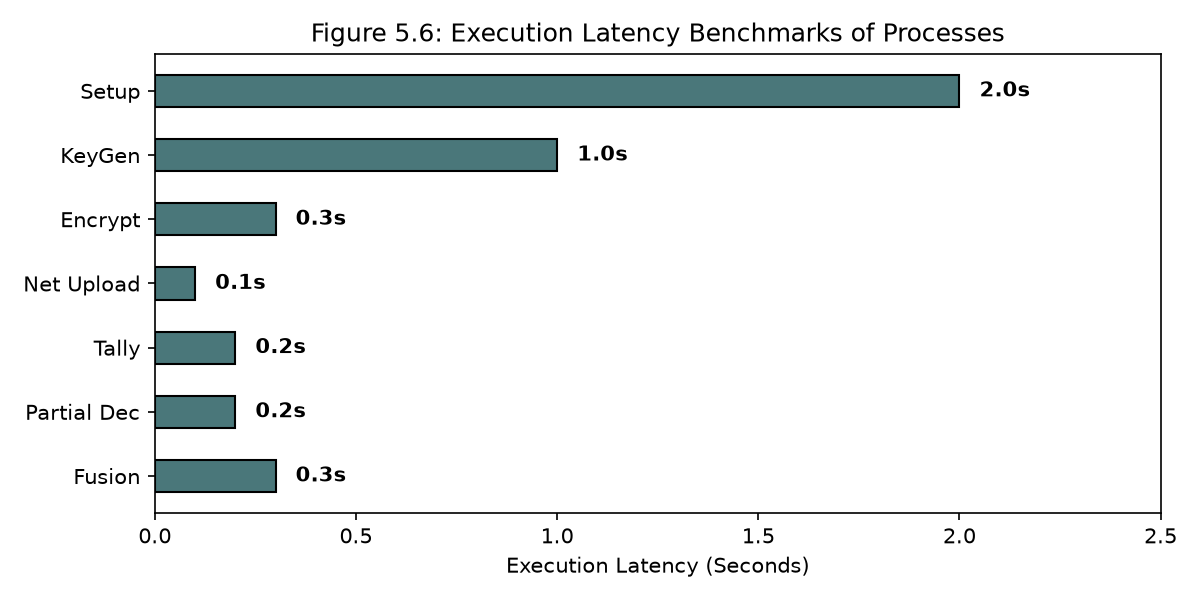 Figure 5.6: Execution Latency Benchmarks of Processes
Setup 2.0s
KeyGen 1.0s
Encrypt 0.3s
Net Upload 0.1s
Tally 0.2s
Partial Dec 0.2s
Fusion 0.3s
0.0 0.5 1.0 1.5 2.0 2.5
Execution Latency (Seconds)